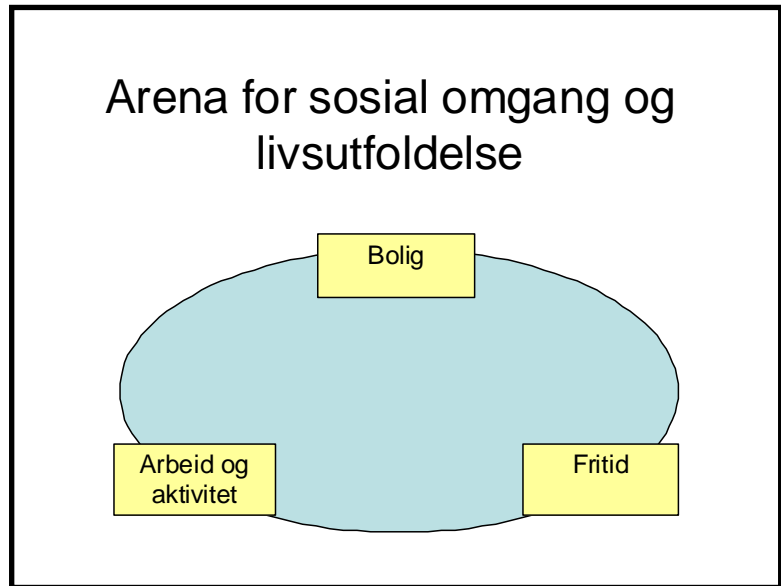 Arena for sosial omgang og
livsutfoldelse
Bolig
Arbeid og
aktivitet
Fritid